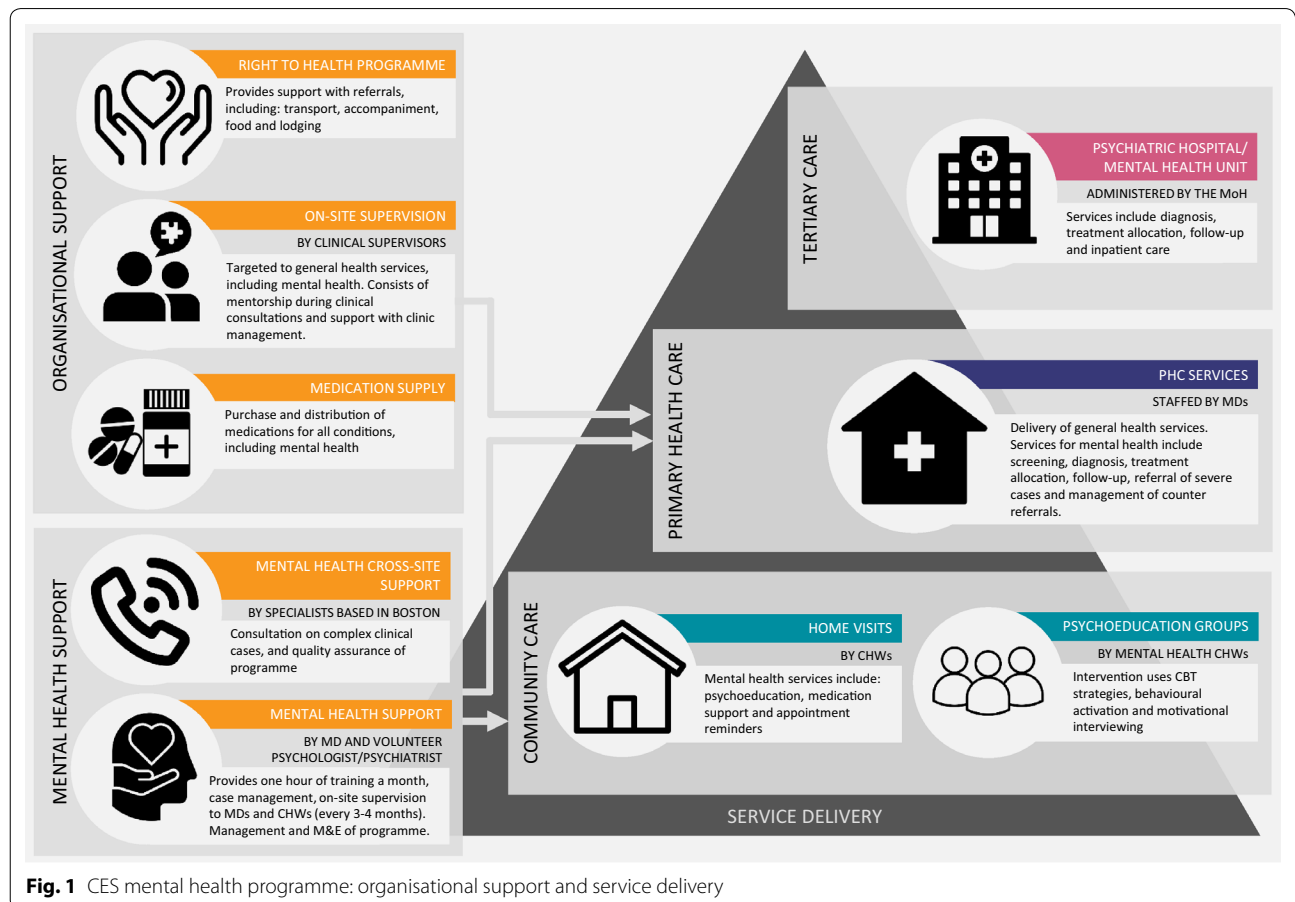 ORGANISATIONAL SUPPORT
RIGHT TO HEALTH PROGRAMME
Provides support with referrals,
including: transport, accompaniment,
food and lodging
ON-SITE SUPERVISION
BY CLINICAL SUPERVISORS
Targeted to general health services,
including mental health. Consists of
mentorship during clinical
consultations and support with clinic
management.
MEDICATION SUPPLY
Purchase and distribution of
medications for all conditions,
including mental health
MENTAL HEALTH SUPPORT
MENTAL HEALTH CROSS-SITE
SUPPORT
BY SPECIALISTS BASED IN BOSTON
Consultation on complex clinical
cases, and quality assurance of
programme
MENTAL HEALTH SUPPORT
BY MD AND VOLUNTEER
PSYCHOLOGIST/PSYCHIATRIST
Provides one hour of training a month,
case management, on-site supervision
to MDs and CHWs (every 3-4 months).
Management and M&E of programme.
TERTIARY CARE
PSYCHIATRIC HOSPITAL/
MENTAL HEALTH UNIT
ADMINISTERED BY THE MoH
Services include diagnosis,
treatment allocation, follow-up
and inpatient care
PRIMARY HEALTH CARE
PHC SERVICES
STAFFED BY MDs
Delivery of general health services.
Services for mental health include
screening, diagnosis, treatment
allocation, follow-up, referral of severe
cases and management of counter
referrals.
COMMUNITY CARE
HOME VISITS
BY CHWs
Mental health services include:
psychoeducation, medication
support and appointment
reminders
PSYCHOEDUCATION GROUPS
BY MENTAL HEALTH CHWs
Intervention uses CBT
strategies, behavioural
activation and motivational
interviewing
SERVICE DELIVERY
Fig. 1 CES mental health programme: organisational support and service delivery